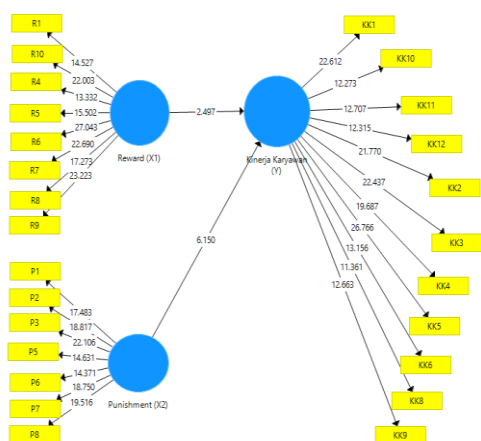 R1
R10
R4
R5
R6
R7
R8
R9
14.527
22.003
13.332
15.502
27.043
22.690
17.273
23.223
Reward (X1)
2.497
Kinerja Karyawan
(Y)
6.150
P1
P2
P3
P5
P6
P7
P8
17.483
18.817
22.106
14.631
14.371
18.750
19.516
Punishment (X2)
KK1
KK10
KK11
KK12
KK2
KK3
KK4
KK5
KK6
KK8
KK9
22.612
12.273
12.707
12.315
21.770
22.437
19.687
26.766
13.156
11.361
12.663